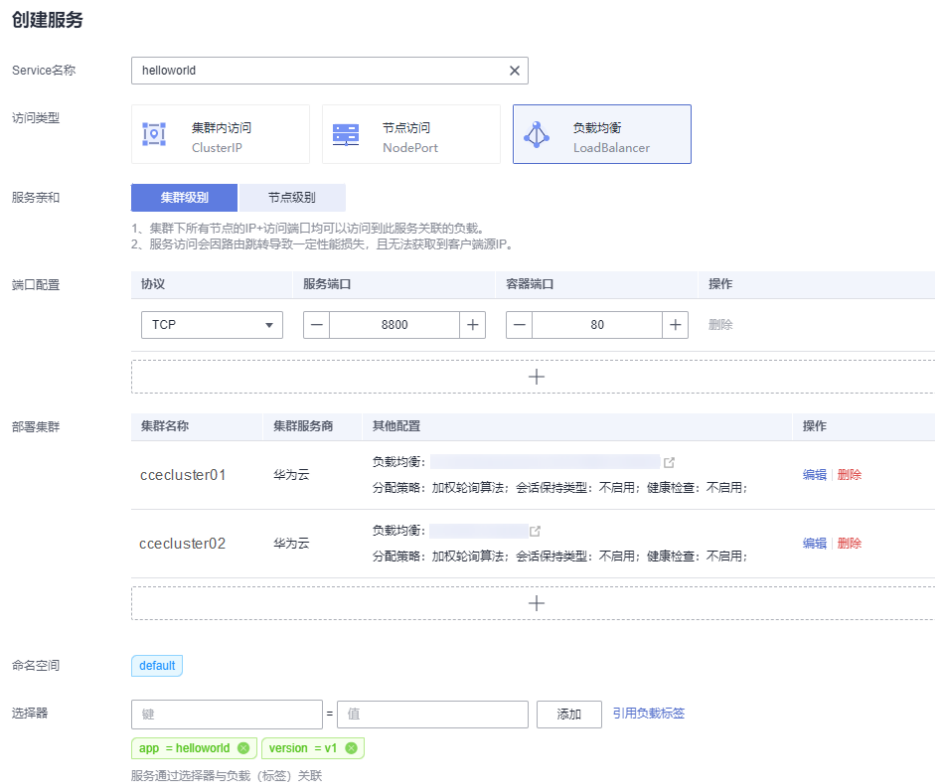 创建服务
Service名称 helloworld
访问类型 集群内访问 ClusterIP 节点访问 NodePort 负载均衡 LoadBalancer
服务亲和 集群级别 节点级别
1、集群下所有节点的IP+访问端口均可以访问到此服务关联的负载。
2、服务访问会因路由跳转导致一定性能损失，且无法获取到客户端源IP。
端口配置 协议 服务端口 容器端口 操作
TCP 8800 80 删除
部署集群 集群名称 集群服务商 其他配置 操作
负载均衡：
ccecluster01 华为云 编辑 删除
分配策略：加权轮询算法；会话保持类型：不启用；健康检查：不启用；
负载均衡：
ccecluster02 华为云 编辑 删除
分配策略：加权轮询算法；会话保持类型：不启用；健康检查：不启用；
命名空间 default
选择器 键 = 值 添加 引用负载标签
app = helloworld version = v1
服务通过选择器与负载（标签）关联